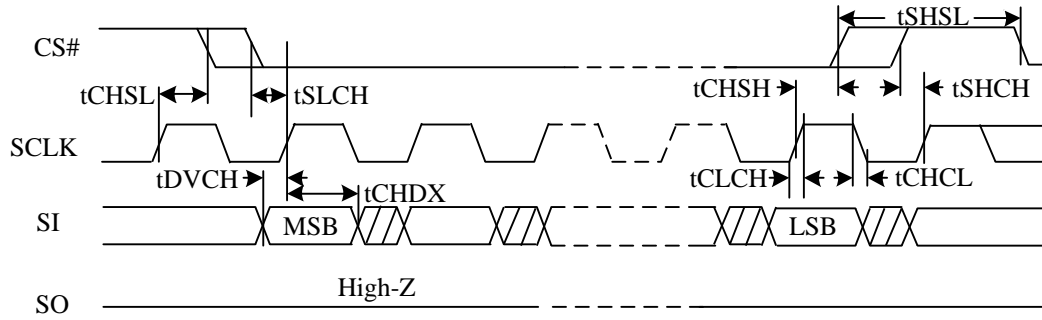 tSHSL
CS#
tCHSL
tSLCH
tCHSH
tSHCH
SCLK
tDVCH
tCHDX
tCLCH
tCHCL
SI
MSB
LSB
High-Z
SO